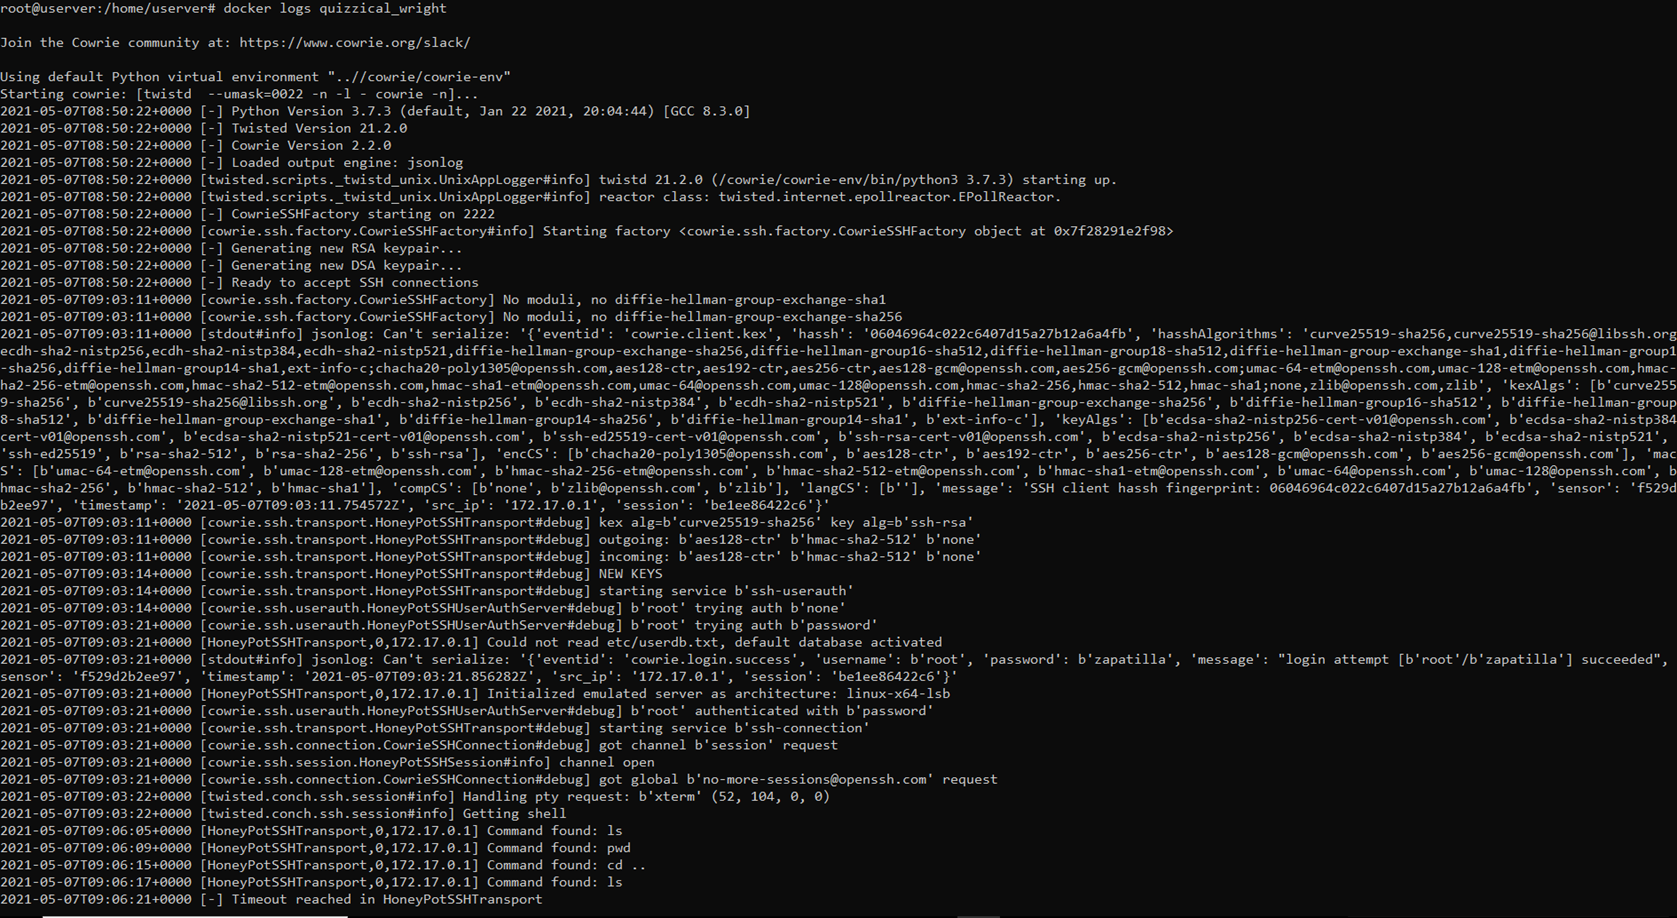 root@userver:/home/userver# docker logs quizzical_wright
Join the Cowrie community at: https://www.cowrie.org/slack/
Using default Python virtual environment "..//cowrie/cowrie-env"
Starting cowrie: [twistd  --umask=0022 -n -l - cowrie -n]...
2021-05-07T08:50:22+0000 [-] Python Version 3.7.3 (default, Jan 22 2021, 20:04:44) [GCC 8.3.0]
2021-05-07T08:50:22+0000 [-] Twisted Version 21.2.0
2021-05-07T08:50:22+0000 [-] Cowrie Version 2.2.0
2021-05-07T08:50:22+0000 [-] Loaded output engine: jsonlog
2021-05-07T08:50:22+0000 [twisted.scripts._twistd_unix.UnixAppLogger#info] twistd 21.2.0 (/cowrie/cowrie-env/bin/python3 3.7.3) starting up.
2021-05-07T08:50:22+0000 [twisted.scripts._twistd_unix.UnixAppLogger#info] reactor class: twisted.internet.epollreactor.EPollReactor.
2021-05-07T08:50:22+0000 [-] CowrieSSHFactory starting on 2222
2021-05-07T08:50:22+0000 [cowrie.ssh.factory.CowrieSSHFactory#info] Starting factory <cowrie.ssh.factory.CowrieSSHFactory object at 0x7f28291e2f98>
2021-05-07T08:50:22+0000 [-] Generating new RSA keypair...
2021-05-07T08:50:22+0000 [-] Generating new DSA keypair...
2021-05-07T08:50:22+0000 [-] Ready to accept SSH connections
2021-05-07T09:03:11+0000 [cowrie.ssh.factory.CowrieSSHFactory] No moduli, no diffie-hellman-group-exchange-sha1
2021-05-07T09:03:11+0000 [cowrie.ssh.factory.CowrieSSHFactory] No moduli, no diffie-hellman-group-exchange-sha256
2021-05-07T09:03:11+0000 [stdout#info] jsonlog: Can't serialize: '{'eventid': 'cowrie.client.kex', 'hassh': '06046964c022c6407d15a27b12a6a4fb', 'hasshAlgorithms': 'curve25519-sha256,curve25519-sha256@libssh.org
ecdh-sha2-nistp256,ecdh-sha2-nistp384,ecdh-sha2-nistp521,diffie-hellman-group-exchange-sha256,diffie-hellman-group16-sha512,diffie-hellman-group18-sha512,diffie-hellman-group-exchange-sha1,diffie-hellman-group1
-sha256,diffie-hellman-group14-sha1,ext-info-c;chacha20-poly1305@openssh.com,aes128-ctr,aes192-ctr,aes256-ctr,aes128-gcm@openssh.com,aes256-gcm@openssh.com;umac-64-etm@openssh.com,umac-128-etm@openssh.com,hmac-
ha2-256-etm@openssh.com,hmac-sha2-512-etm@openssh.com,hmac-sha1-etm@openssh.com,umac-64@openssh.com,umac-128@openssh.com,hmac-sha2-256,hmac-sha2-512,hmac-sha1;none,zlib@openssh.com,zlib', 'kexAlgs': [b'curve255
9-sha256', b'curve25519-sha256@libssh.org', b'ecdh-sha2-nistp256', b'ecdh-sha2-nistp384', b'ecdh-sha2-nistp521', b'diffie-hellman-group-exchange-sha256', b'diffie-hellman-group16-sha512', b'diffie-hellman-group
8-sha512', b'diffie-hellman-group-exchange-sha1', b'diffie-hellman-group14-sha256', b'diffie-hellman-group14-sha1', b'ext-info-c'], 'keyAlgs': [b'ecdsa-sha2-nistp256-cert-v01@openssh.com', b'ecdsa-sha2-nistp384
cert-v01@openssh.com', b'ecdsa-sha2-nistp521-cert-v01@openssh.com', b'ssh-ed25519-cert-v01@openssh.com', b'ssh-rsa-cert-v01@openssh.com', b'ecdsa-sha2-nistp256', b'ecdsa-sha2-nistp384', b'ecdsa-sha2-nistp521',
'ssh-ed25519', b'rsa-sha2-512', b'rsa-sha2-256', b'ssh-rsa'], 'encCS': [b'chacha20-poly1305@openssh.com', b'aes128-ctr', b'aes192-ctr', b'aes256-ctr', b'aes128-gcm@openssh.com', b'aes256-gcm@openssh.com'], 'mac
S': [b'umac-64-etm@openssh.com', b'umac-128-etm@openssh.com', b'hmac-sha2-256-etm@openssh.com', b'hmac-sha2-512-etm@openssh.com', b'hmac-sha1-etm@openssh.com', b'umac-64@openssh.com', b'umac-128@openssh.com', b
hmac-sha2-256', b'hmac-sha2-512', b'hmac-sha1'], 'compCS': [b'none', b'zlib@openssh.com', b'zlib'], 'langCS': [b''], 'message': 'SSH client hassh fingerprint: 06046964c022c6407d15a27b12a6a4fb', 'sensor': 'f529d
b2ee97', 'timestamp': '2021-05-07T09:03:11.754572Z', 'src_ip': '172.17.0.1', 'session': 'be1ee86422c6'}'
2021-05-07T09:03:11+0000 [cowrie.ssh.transport.HoneyPotSSHTransport#debug] kex alg=b'curve25519-sha256' key alg=b'ssh-rsa'
2021-05-07T09:03:11+0000 [cowrie.ssh.transport.HoneyPotSSHTransport#debug] outgoing: b'aes128-ctr' b'hmac-sha2-512' b'none'
2021-05-07T09:03:11+0000 [cowrie.ssh.transport.HoneyPotSSHTransport#debug] incoming: b'aes128-ctr' b'hmac-sha2-512' b'none'
2021-05-07T09:03:14+0000 [cowrie.ssh.transport.HoneyPotSSHTransport#debug] NEW KEYS
2021-05-07T09:03:14+0000 [cowrie.ssh.transport.HoneyPotSSHTransport#debug] starting service b'ssh-userauth'
2021-05-07T09:03:14+0000 [cowrie.ssh.userauth.HoneyPotSSHUserAuthServer#debug] b'root' trying auth b'none'
2021-05-07T09:03:21+0000 [cowrie.ssh.userauth.HoneyPotSSHUserAuthServer#debug] b'root' trying auth b'password'
2021-05-07T09:03:21+0000 [HoneyPotSSHTransport,0,172.17.0.1] Could not read etc/userdb.txt, default database activated
2021-05-07T09:03:21+0000 [stdout#info] jsonlog: Can't serialize: '{'eventid': 'cowrie.login.success', 'username': b'root', 'password': b'zapatilla', 'message': "login attempt [b'root'/b'zapatilla'] succeeded",
sensor': 'f529d2b2ee97', 'timestamp': '2021-05-07T09:03:21.856282Z', 'src_ip': '172.17.0.1', 'session': 'be1ee86422c6'}'
2021-05-07T09:03:21+0000 [HoneyPotSSHTransport,0,172.17.0.1] Initialized emulated server as architecture: linux-x64-lsb
2021-05-07T09:03:21+0000 [cowrie.ssh.userauth.HoneyPotSSHUserAuthServer#debug] b'root' authenticated with b'password'
2021-05-07T09:03:21+0000 [cowrie.ssh.transport.HoneyPotSSHTransport#debug] starting service b'ssh-connection'
2021-05-07T09:03:21+0000 [cowrie.ssh.connection.CowrieSSHConnection#debug] got channel b'session' request
2021-05-07T09:03:21+0000 [cowrie.ssh.session.HoneyPotSSHSession#info] channel open
2021-05-07T09:03:21+0000 [cowrie.ssh.connection.CowrieSSHConnection#debug] got global b'no-more-sessions@openssh.com' request
2021-05-07T09:03:22+0000 [twisted.conch.ssh.session#info] Handling pty request: b'xterm' (52, 104, 0, 0)
2021-05-07T09:03:22+0000 [twisted.conch.ssh.session#info] Getting shell
2021-05-07T09:06:05+0000 [HoneyPotSSHTransport,0,172.17.0.1] Command found: ls
2021-05-07T09:06:09+0000 [HoneyPotSSHTransport,0,172.17.0.1] Command found: pwd
2021-05-07T09:06:15+0000 [HoneyPotSSHTransport,0,172.17.0.1] Command found: cd ..
2021-05-07T09:06:17+0000 [HoneyPotSSHTransport,0,172.17.0.1] Command found: ls
2021-05-07T09:06:21+0000 [-] Timeout reached in HoneyPotSSHTransport